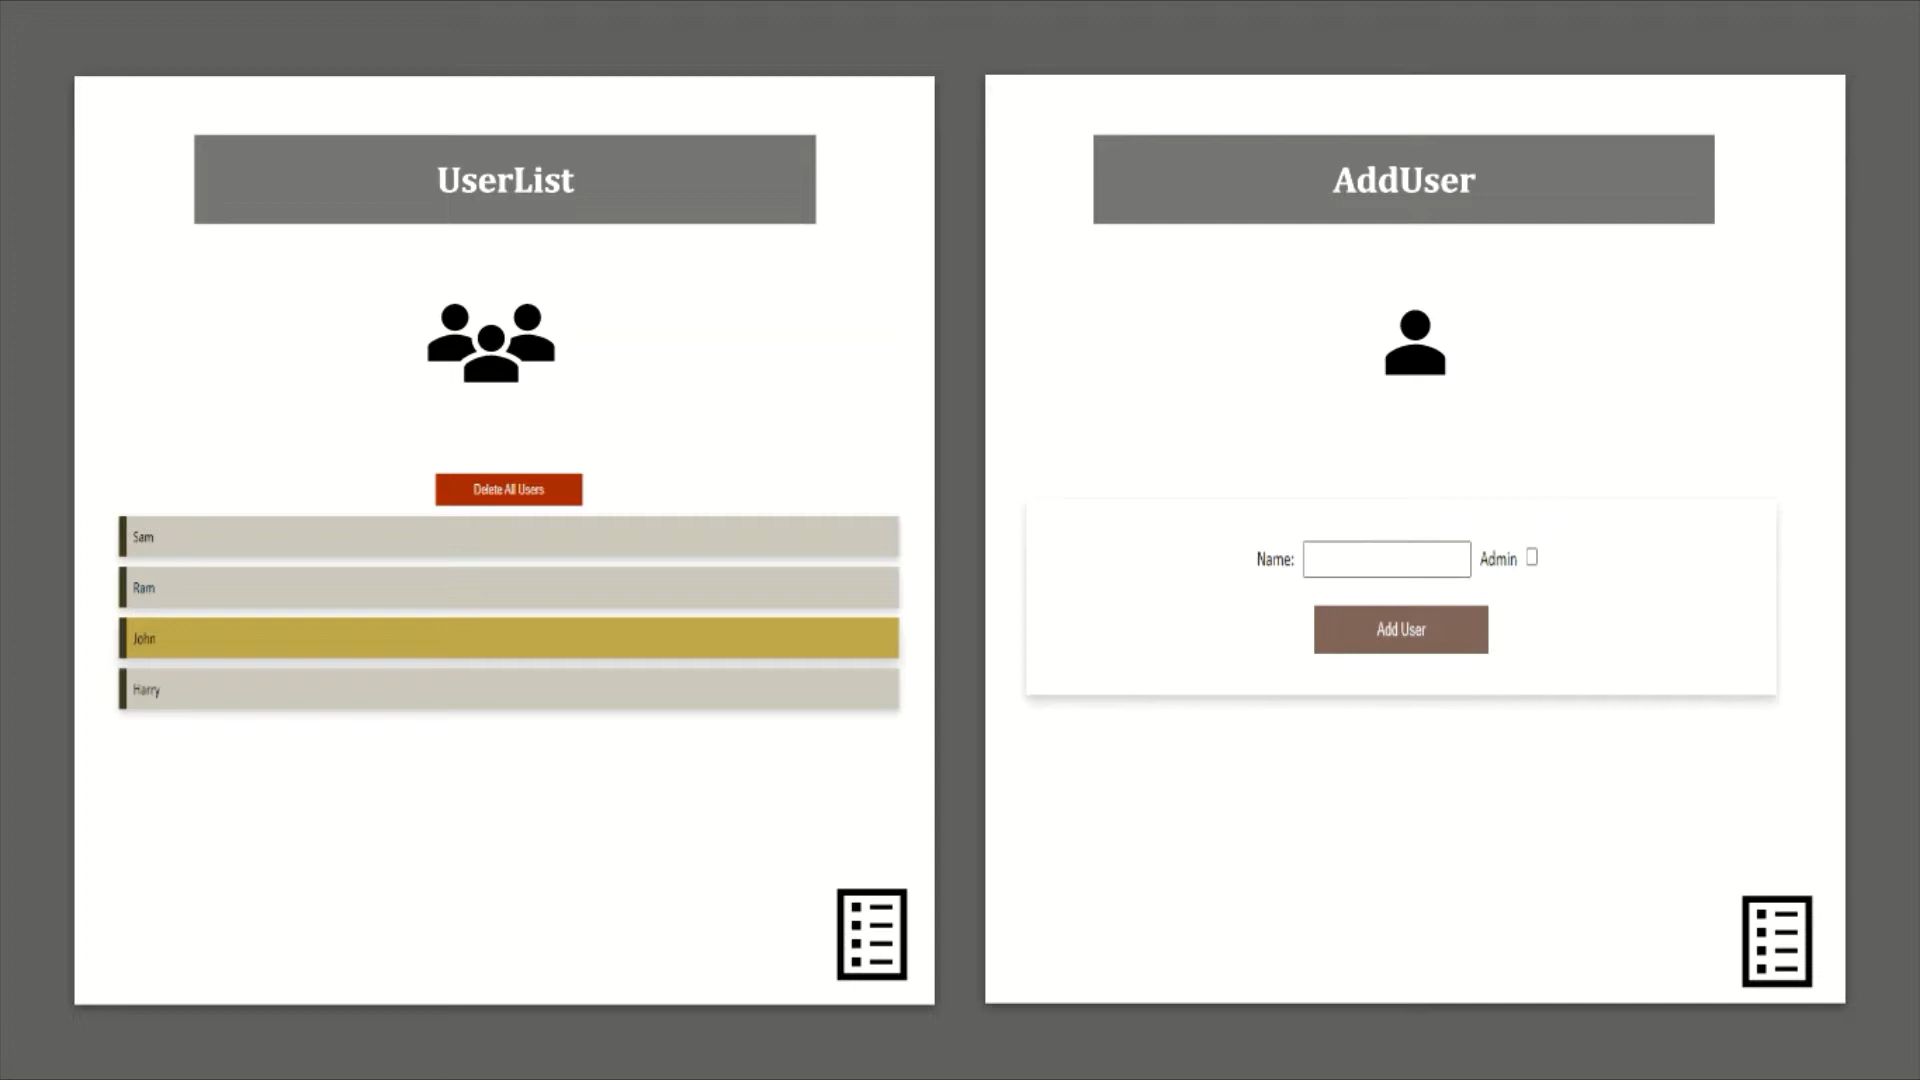 UserList
Delete All Users
Sam
Ram
John
Harry
AddUser
Name: Admin
Add User